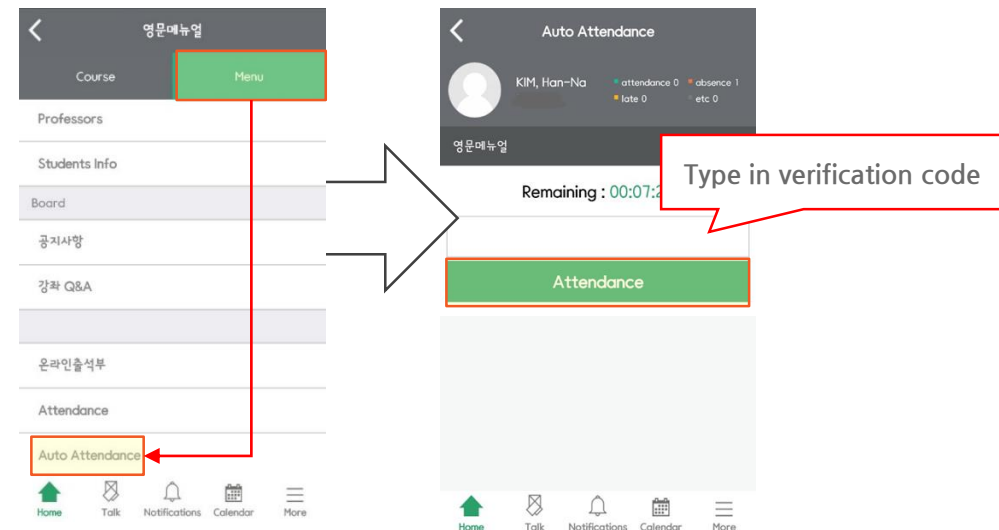 영문메뉴얼
Course
Menu
Professors
Students Info
Board
공지사항
강좌 Q&A
온라인출석부
Attendance
Auto Attendance
Home
Talk
Notifications
Calendar
More
Auto Attendance
KIM, Han-Na
attendance 0
absence 1
late 0
etc 0
영문메뉴얼
Remaining : 00:07:
Type in verification code
Attendance
Home
Talk
Notifications
Calendar
More